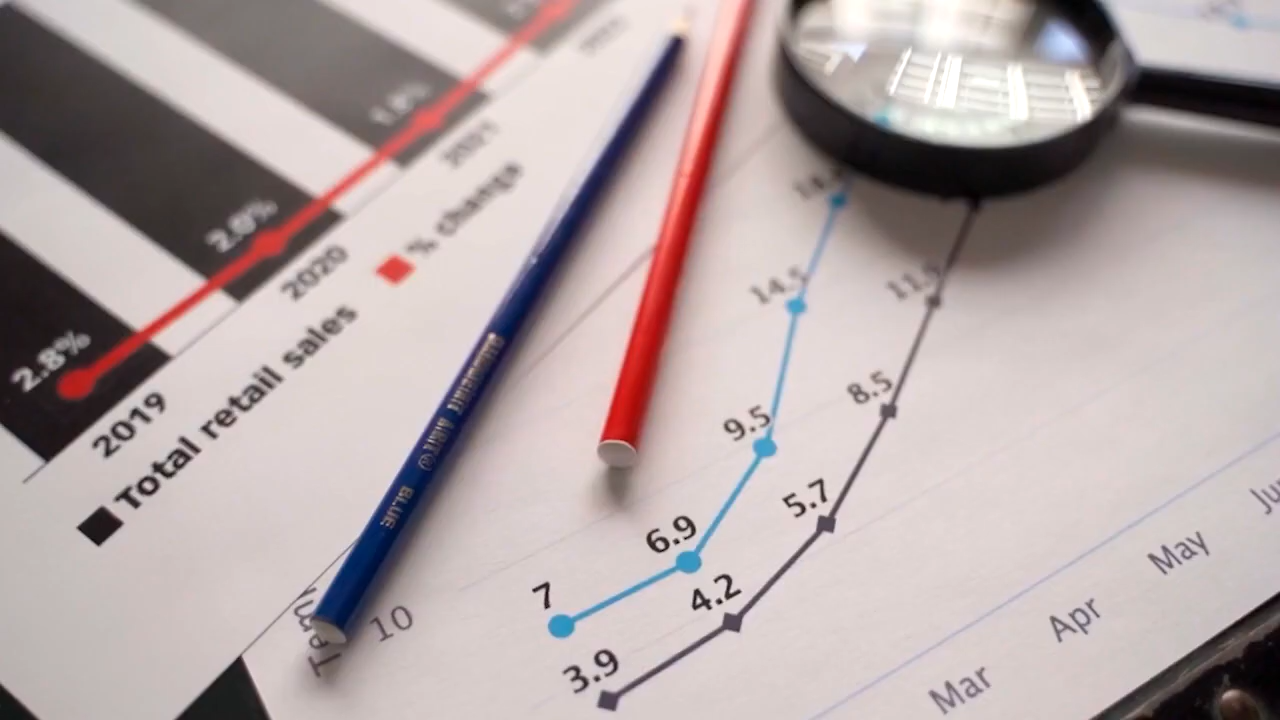 2.8%
2.0%
1.8%
2019
2020
2021
Total retail sales
% change
BLUE
10
7
6.9
9.5
14.5
3.9
4.2
5.7
8.5
11.5
Mar
Apr
May